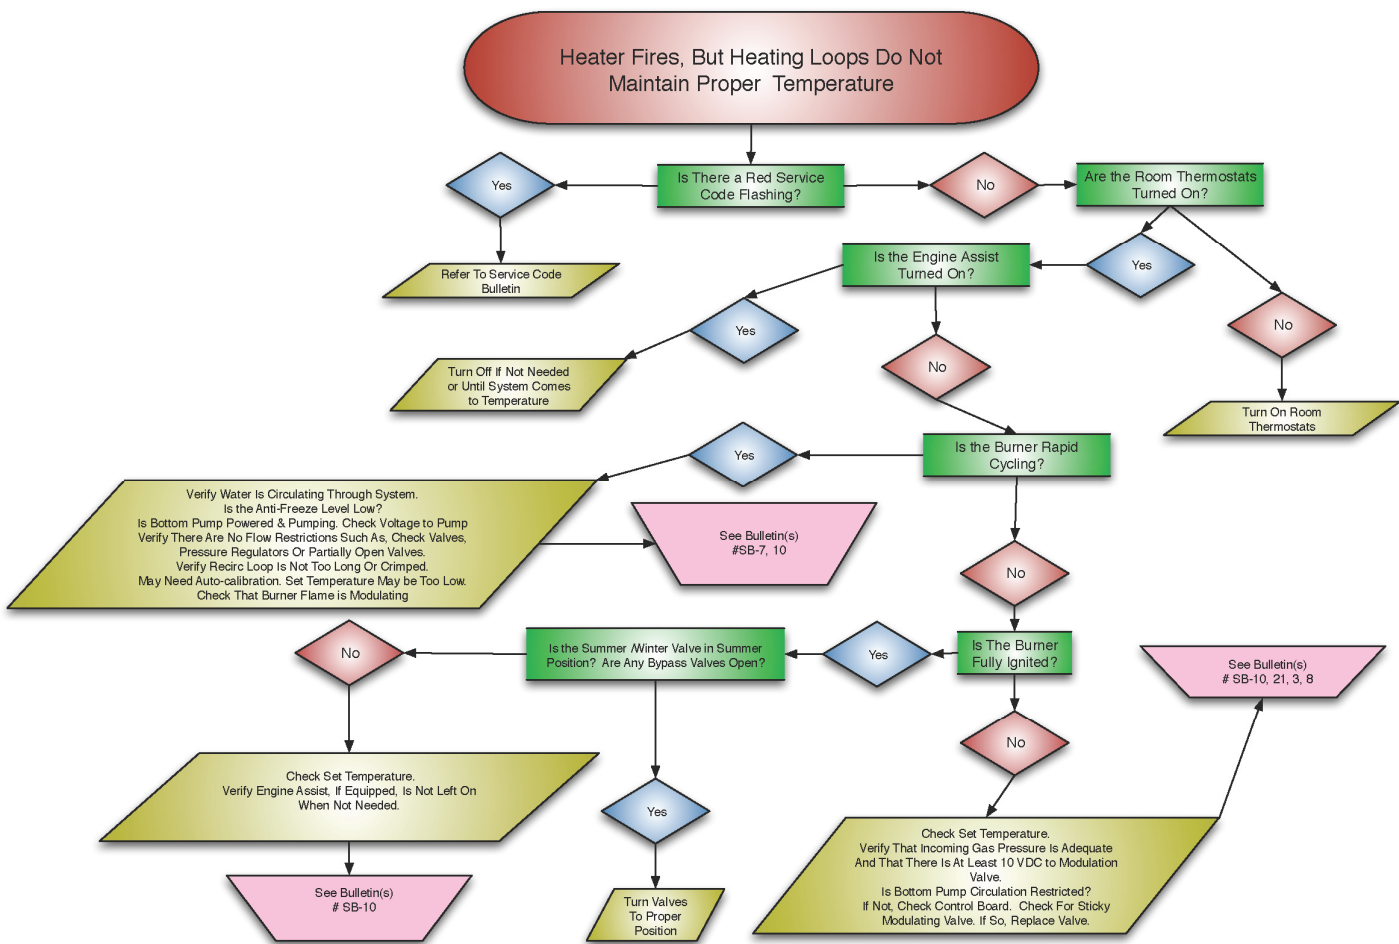 Heater Fires, But Heating Loops Do Not
Maintain Proper Temperature
Is There a Red Service
Code Flashing?
Yes
No
Are the Room Thermostats
Turned On?
Refer To Service Code
Bulletin
Is the Engine Assist
Turned On?
Yes
No
Yes
No
Turn Off If Not Needed
or Until System Comes
to Temperature
Turn On Room
Thermostats
Is the Burner Rapid
Cycling?
Yes
Verify Water Is Circulating Through System.
Is the Anti-Freeze Level Low?
Is Bottom Pump Powered & Pumping. Check Voltage to Pump
Verify There Are No Flow Restrictions Such As, Check Valves,
Pressure Regulators Or Partially Open Valves.
Verify Recirc Loop Is Not Too Long Or Crimped.
May Need Auto-calibration. Set Temperature May be Too Low.
Check That Burner Flame is Modulating
See Bulletin(s)
#SB-7, 10
No
Is The Burner
Fully Ignited?
Yes
Is the Summer /Winter Valve in Summer
Position? Are Any Bypass Valves Open?
No
See Bulletin(s)
# SB-10, 21, 3, 8
No
Check Set Temperature.
Verify Engine Assist, If Equipped, Is Not Left On
When Not Needed.
Yes
Check Set Temperature.
Verify That Incoming Gas Pressure Is Adequate
And That There Is At Least 10 VDC to Modulation
Valve.
Is Bottom Pump Circulation Restricted?
If Not, Check Control Board. Check For Sticky
Modulating Valve. If So, Replace Valve.
See Bulletin(s)
# SB-10
Turn Valves
To Proper
Position